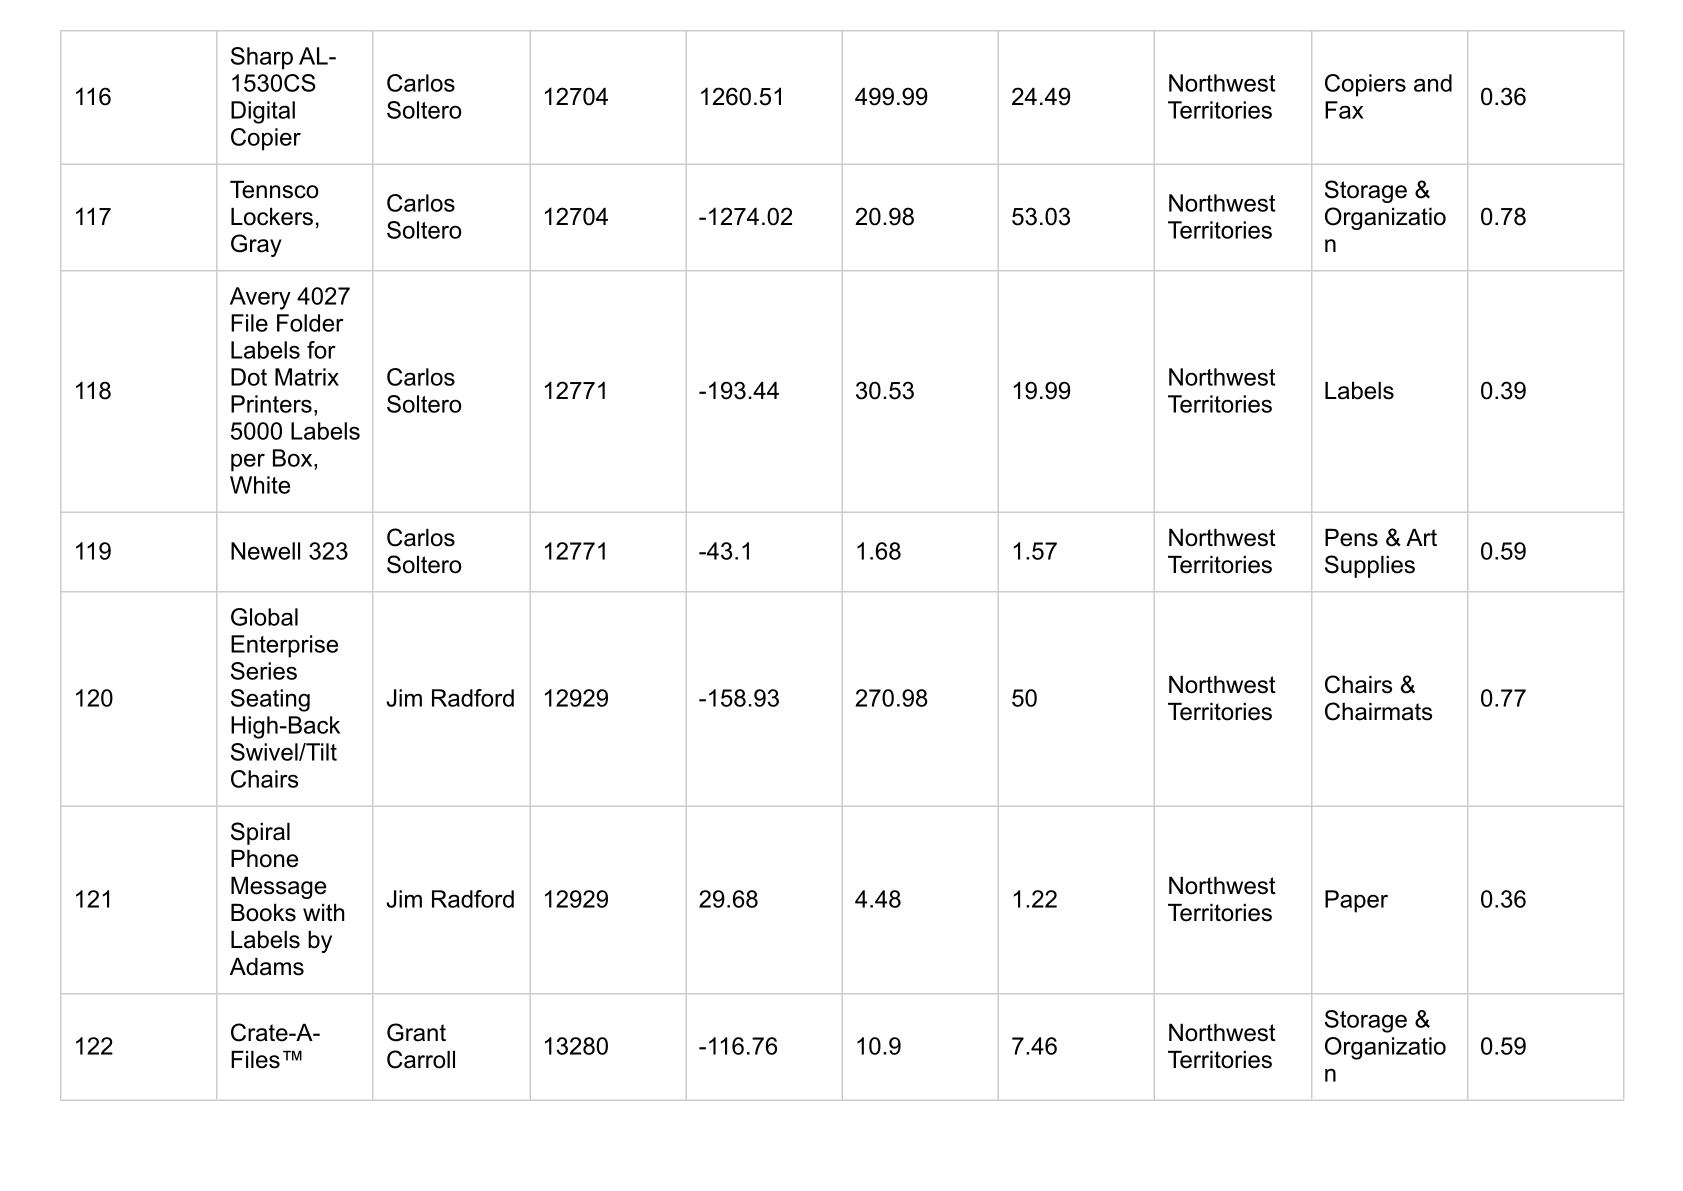 116
Sharp AL-
1530CS
Digital
Copier
Carlos
Soltero
12704
1260.51
499.99
24.49
Northwest
Territories
Copiers and
Fax
0.36
117
Tennsco
Lockers,
Gray
Carlos
Soltero
12704
-1274.02
20.98
53.03
Northwest
Territories
Storage &
Organizatio
n
0.78
118
Avery 4027
File Folder
Labels for
Dot Matrix
Printers,
5000 Labels
per Box,
White
Carlos
Soltero
12771
-193.44
30.53
19.99
Northwest
Territories
Labels
0.39
119
Newell 323
Carlos
Soltero
12771
-43.1
1.68
1.57
Northwest
Territories
Pens & Art
Supplies
0.59
120
Global
Enterprise
Series
Seating
High-Back
Swivel/Tilt
Chairs
Jim Radford
12929
-158.93
270.98
50
Northwest
Territories
Chairs &
Chairmats
0.77
121
Spiral
Phone
Message
Books with
Labels by
Adams
Jim Radford
12929
29.68
4.48
1.22
Northwest
Territories
Paper
0.36
122
Crate-A-
Files™
Grant
Carroll
13280
-116.76
10.9
7.46
Northwest
Territories
Storage &
Organizatio
n
0.59